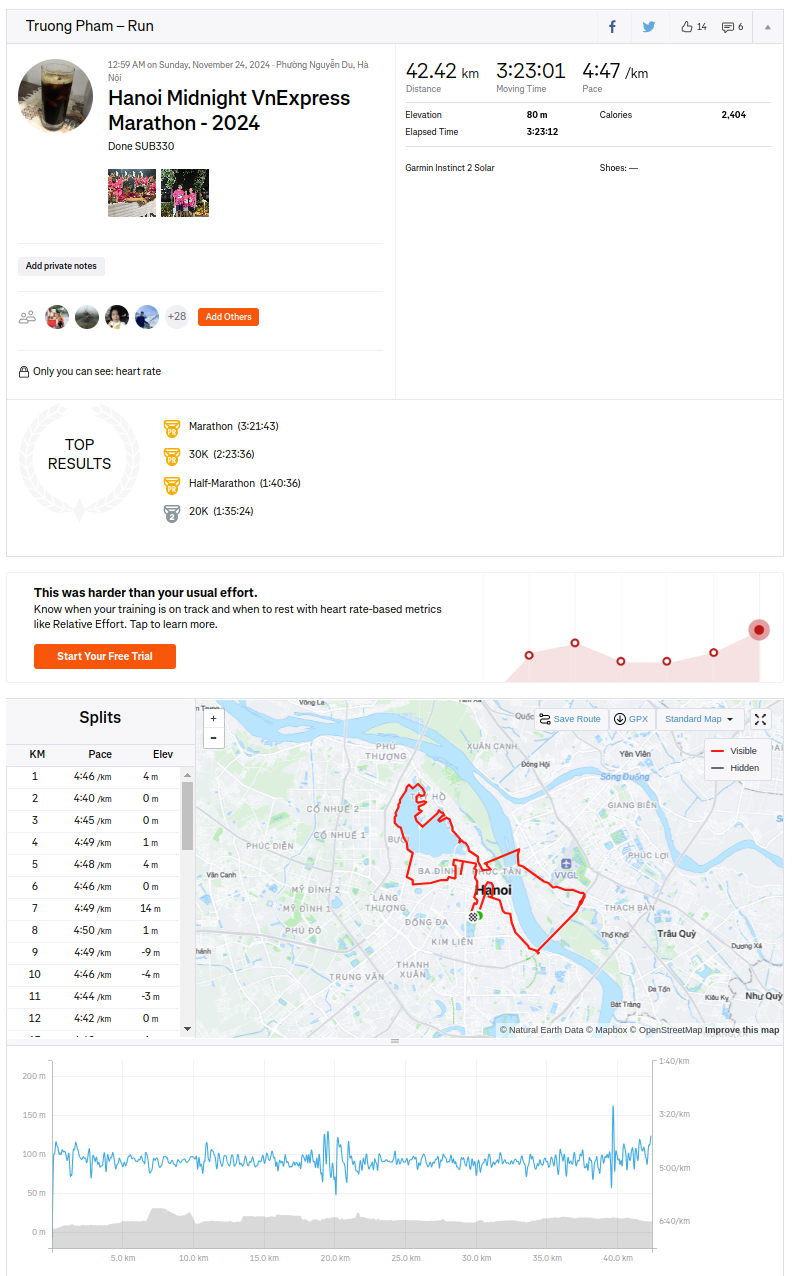 Truong Pham – Run
14
6
12:59 AM on Sunday, November 24, 2024 · Phường Nguyễn Du, Hà
Nội
Hanoi Midnight VnExpress
Marathon - 2024
Done SUB330
42.42 km
3:23:01
4:47 /km
Distance
Moving Time
Pace
Elevation
80 m
Calories
2,404
Elapsed Time
3:23:12
Garmin Instinct 2 Solar
Shoes: —
Add private notes
+28
Add Others
Only you can see: heart rate
TOP
RESULTS
PR
Marathon (3:21:43)
PR
30K (2:23:36)
PR
Half-Marathon (1:40:36)
2
20K (1:35:24)
This was harder than your usual effort.
Know when your training is on track and when to rest with heart rate-based metrics
like Relative Effort. Tap to learn more.
Start Your Free Trial
Splits
KM Pace Elev
1 4:46 /km 4 m
2 4:40 /km 0 m
3 4:45 /km 0 m
4 4:49 /km 1 m
5 4:48 /km 4 m
6 4:46 /km 0 m
7 4:49 /km 14 m
8 4:50 /km 1 m
9 4:49 /km -9 m
10 4:46 /km -4 m
11 4:44 /km -3 m
12 4:42 /km 0 m
+
−
Save Route
GPX
Standard Map
Visible
Hidden
Vòng La
PHÚ
THƯỢNG
XUÂN CANH
Đông Hội
Yên Viên
Sông Đuống
GIANG BIÊN
CỔ NHUẾ 2
CỔ NHUẾ 1
PHÚC DIỄN
HỒ
BƯỞI
PHÚC LỢI
Vân Canh
MỸ ĐÌNH 2
MỸ ĐÌNH 1
PHÚ ĐÔ
BA ĐÌNH
PHÚC TÂN
VVGL
Hanoi
LÁNG
THƯỢNG
ĐỐNG ĐA
THẠCH BÀN
Thổ Khối
Trâu Quỳ
Dương Xá
KIM LIÊN
THANH
XUÂN
TRUNG VĂN
Đa Tốn
Bát Tràng
Kiêu Kỵ
Như Quỳ
© Natural Earth Data © Mapbox © OpenStreetMap Improve this map
200 m
150 m
100 m
50 m
0 m
1:40/km
3:20/km
5:00/km
6:40/km
5.0 km
10.0 km
15.0 km
20.0 km
25.0 km
30.0 km
35.0 km
40.0 km